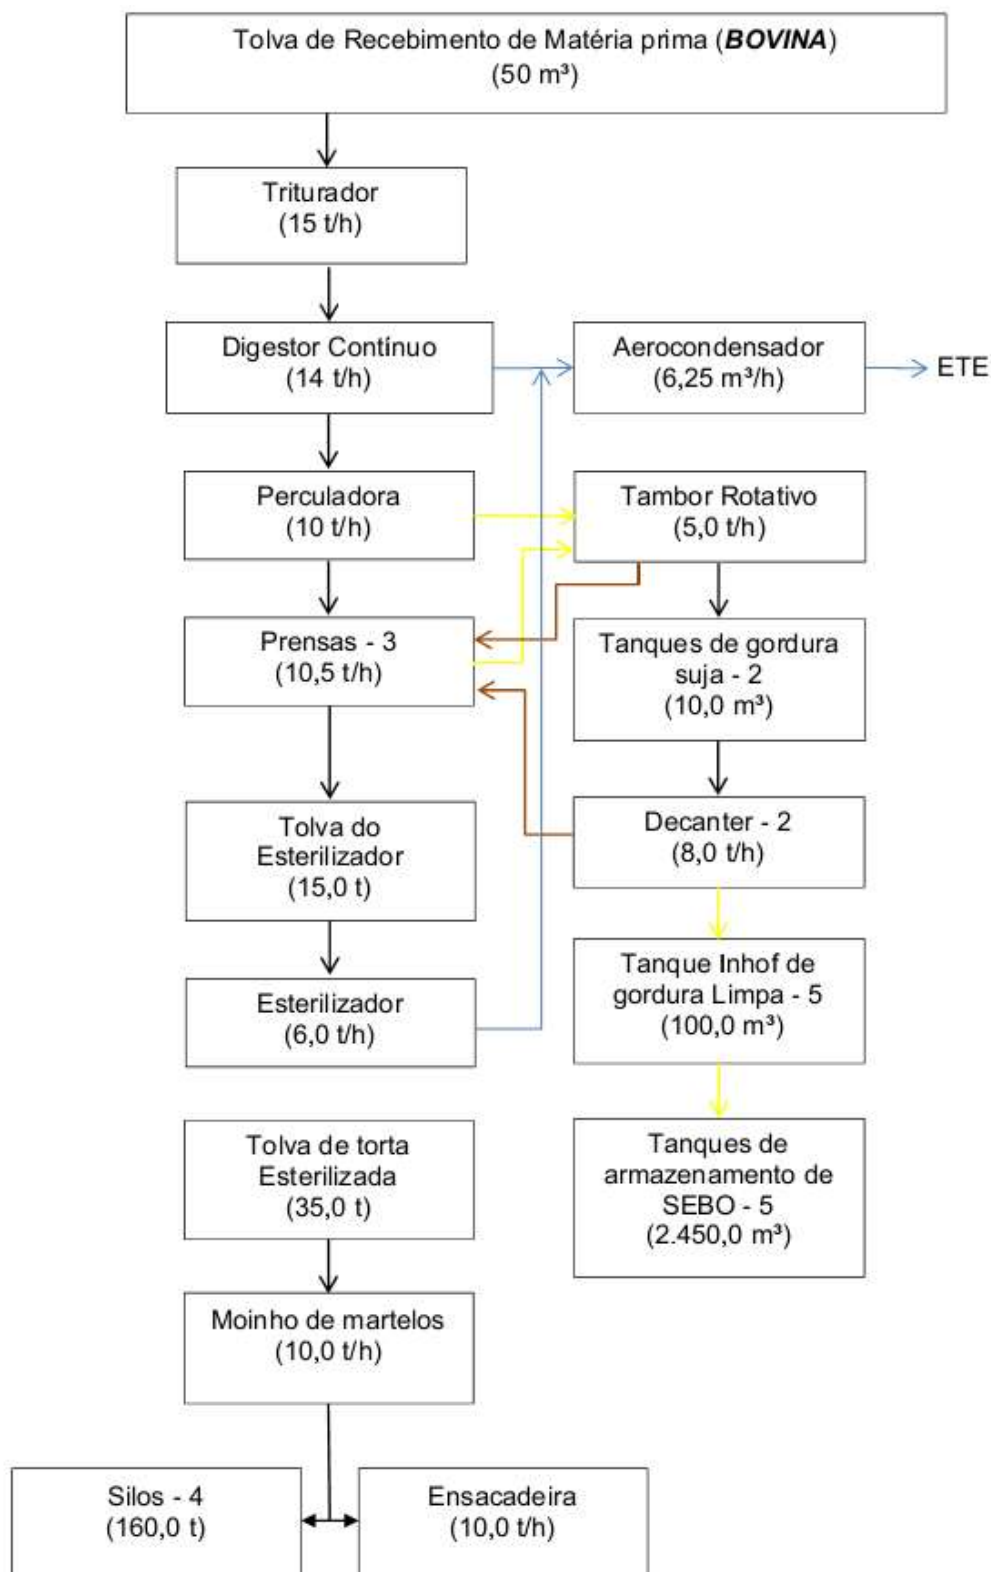 Tolva de Recebimento de Matéria prima (BOVINA)
(50 m³)
Triturador
(15 t/h)
Digestor Contínuo
(14 t/h)
Aerocondensador
(6,25 m³/h)
ETE
Perculadora
(10 t/h)
Tambor Rotativo
(5,0 t/h)
Prensas - 3
(10,5 t/h)
Tanques de gordura
suja - 2
(10,0 m³)
Tolva do
Esterilizador
(15,0 t)
Decanter - 2
(8,0 t/h)
Esterilizador
(6,0 t/h)
Tanque Inhof de
gordura Limpa - 5
(100,0 m³)
Tolva de torta
Esterilizada
(35,0 t)
Tanques de
armazenamento de
SEBO - 5
(2.450,0 m³)
Moinho de martelos
(10,0 t/h)
Silos - 4
(160,0 t)
Ensacadeira
(10,0 t/h)